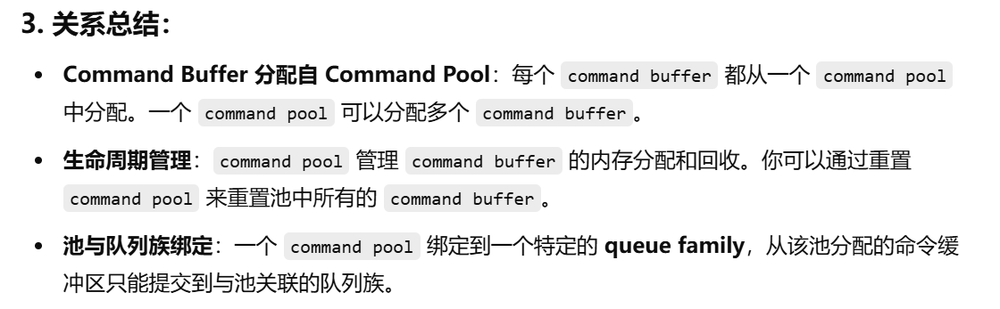 3. 关系总结：
• Command Buffer 分配自 Command Pool：每个 command buffer 都从一个 command pool
中分配。一个 command pool 可以分配多个 command buffer。
• 生命周期管理：command pool 管理 command buffer 的内存分配和回收。你可以通过重置
command pool 来重置池中所有的 command buffer。
• 池与队列族绑定：一个 command pool 绑定到一个特定的 queue family，从该池分配的命令缓
冲区只能提交到与池关联的队列族。